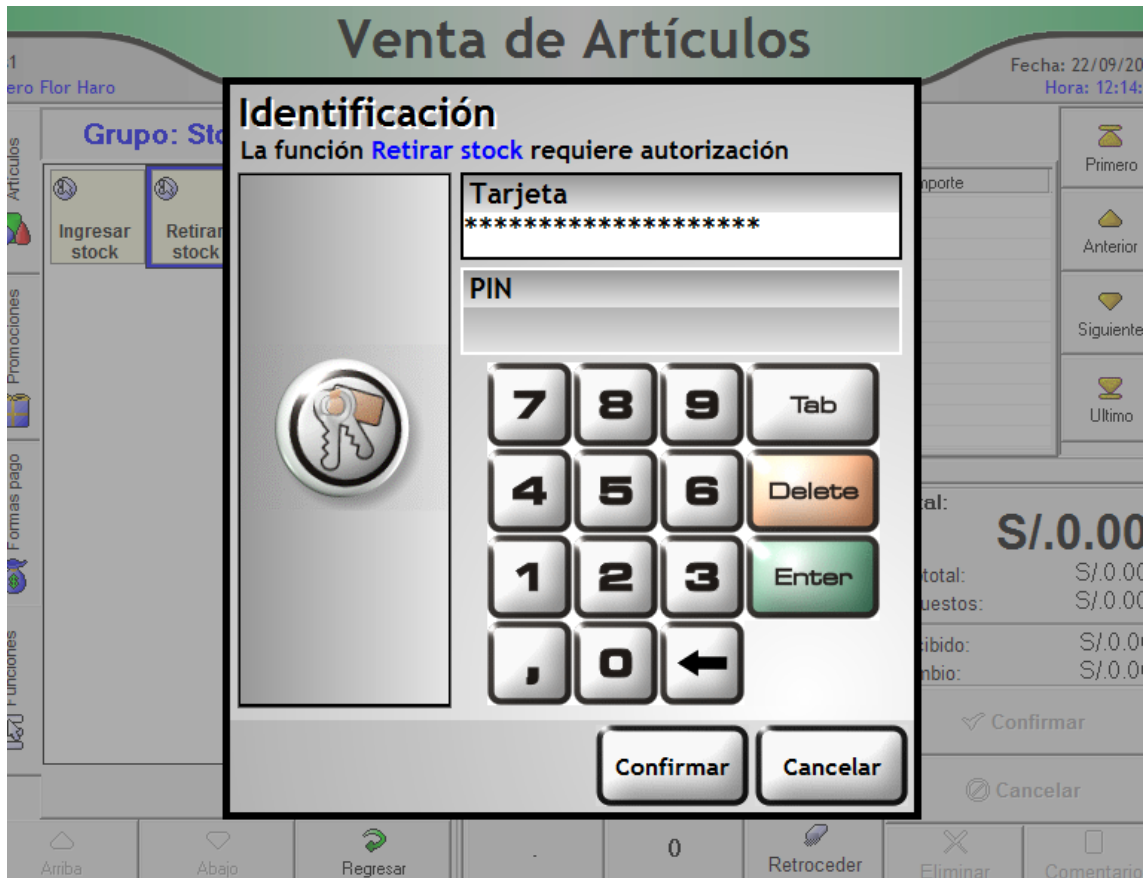 Venta de Artículos
.1
ero Flor Haro
Fecha: 22/09/20
Hora: 12:14:
Identificación
La función Retirar stock requiere autorización
Grupo: Sto
Artículos
Promociones
Formas pago
Funciones
Ingresar
stock
Retirar
stock
Tarjeta
********************
PIN
7 8 9 Tab
4 5 6 Delete
1 2 3 Enter
, 0
Confirmar Cancelar
mporte
Primero
Anterior
Siguiente
Ultimo
tal:
S/.0.00
total: S/.0.00
uestos: S/.0.00
ibido: S/.0.0
mbio: S/.0.0
Confirmar
Cancelar
Arriba Abajo Regresar . 0 Retroceder Eliminar Comentario